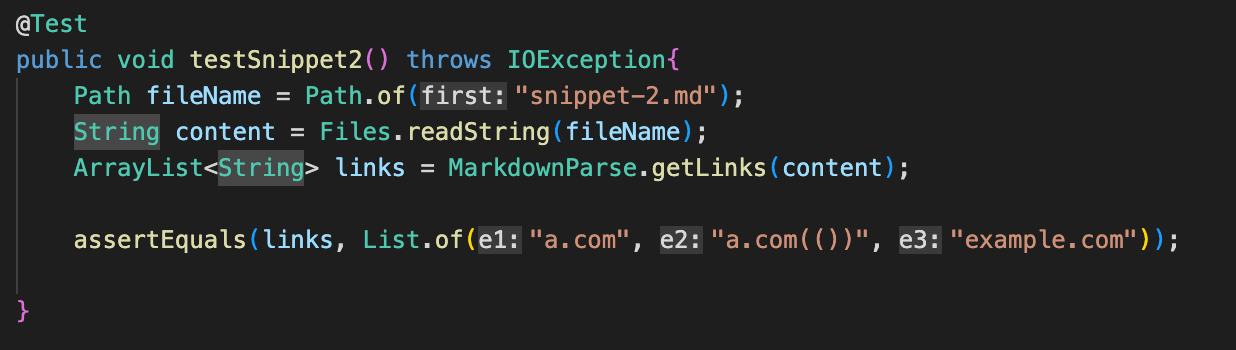 @Test
public void testSnippet2() throws IOException{
    Path fileName = Path.of(first: "snippet-2.md");
    String content = Files.readString(fileName);
    ArrayList<String> links = MarkdownParse.getLinks(content);
    assertEquals(links, List.of(e1: "a.com", e2: "a.com(())", e3: "example.com"));
}